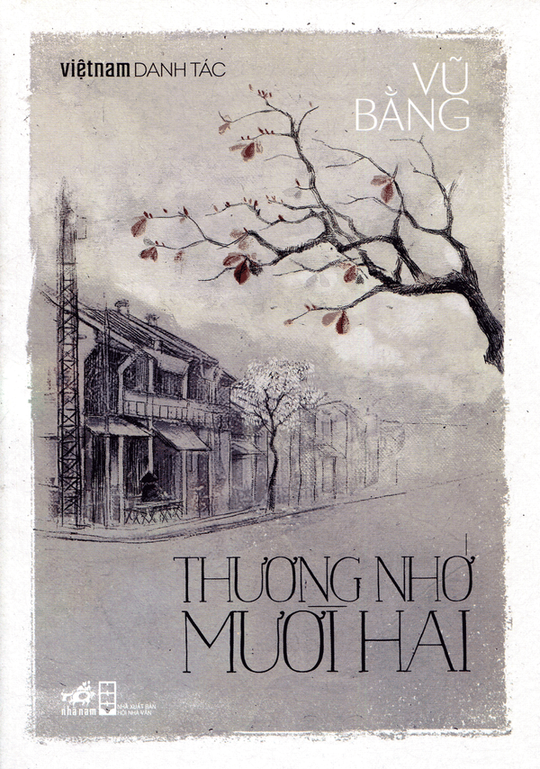 việtnam DANH TÁC
VŨ
BẰNG
THƯƠNG NHỚ
MƯỜI HAI
nhã nam
NHÀ XUẤT BẢN
HỘI NHÀ VĂN